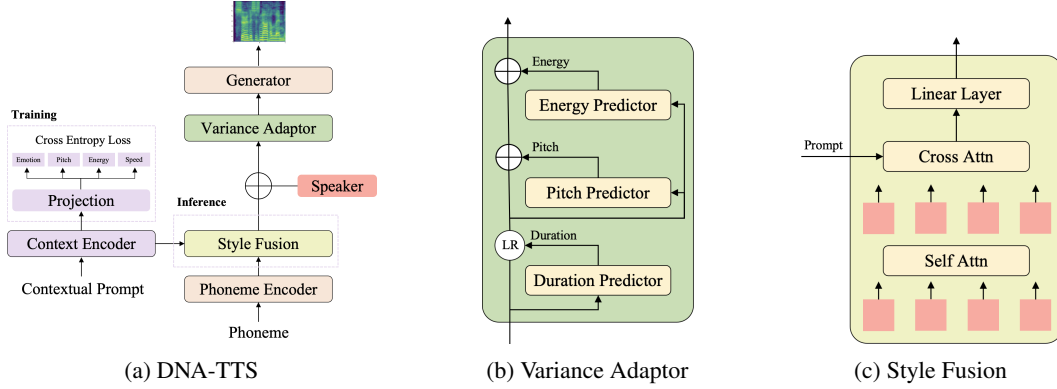 Generator
Training
Variance Adaptor
Cross Entropy Loss
Emotion Pitch Energy Speed
Speaker
Projection
Inference
Context Encoder
Style Fusion
Contextual Prompt
Phoneme Encoder
Phoneme
(a) DNA-TTS
Energy
Energy Predictor
Pitch
Pitch Predictor
LR
Duration
Duration Predictor
(b) Variance Adaptor
Linear Layer
Prompt
Cross Attn
Self Attn
(c) Style Fusion